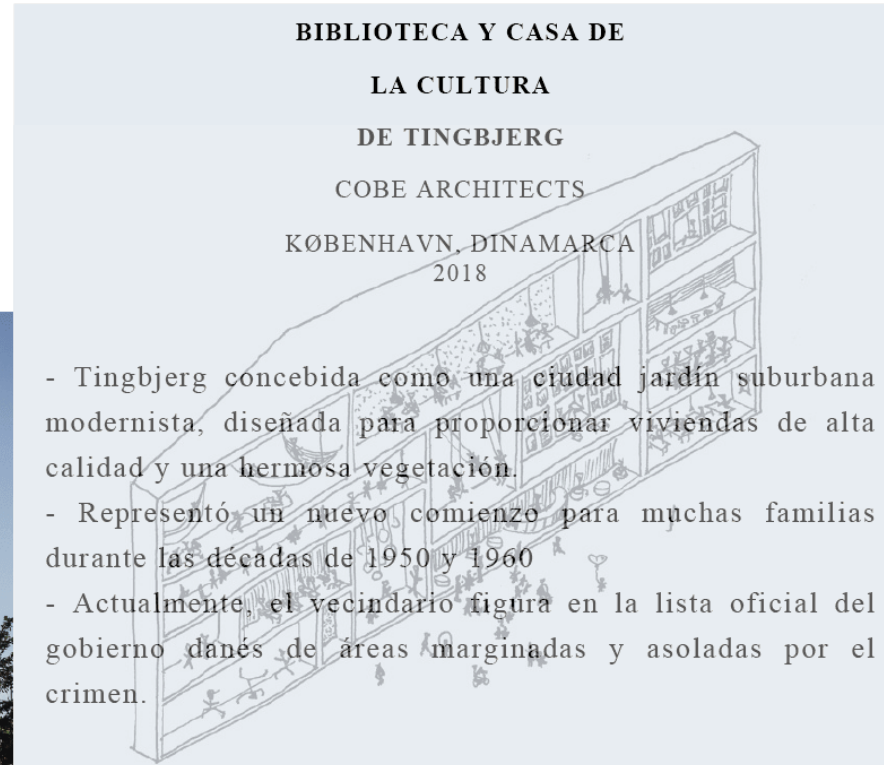 BIBLIOTECA Y CASA DE
LA CULTURA
DE TINGBJERG
COBE ARCHITECTS
KØBENHAVN, DINAMARCA
2018
- Tingbjerg concebida como una ciudad jardín suburbana
modernista, diseñada para proporcionar viviendas de alta
calidad y una hermosa vegetación.
- Representó un nuevo comienzo para muchas familias
durante las décadas de 1950 y 1960
- Actualmente, el vecindario figura en la lista oficial del
gobierno danés de áreas marginadas y asoladas por el
crimen.